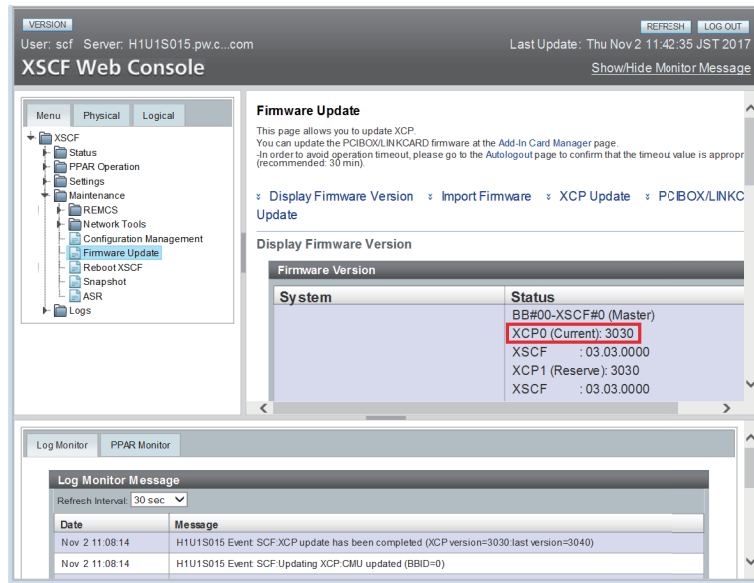 VERSION
REFRESH LOG OUT
User: scf Server: H1U1S015.pw.c...com
Last Update: Thu Nov 2 11:42:35 JST 2017
XSCF Web Console
Show/Hide Monitor Message
Menu Physical Logical
XSCF
Status
PPAR Operation
Settings
Maintenance
REMCS
Network Tools
Configuration Management
Firmware Update
Reboot XSCF
Snapshot
ASR
Logs
Firmware Update
This page allows you to update XCP.
You can update the PCIBOX/LINKCARD firmware at the Add-In Card Manager page.
-In order to avoid operation timeout, please go to the Autologout page to confirm that the timeout value is appropr
(recommended: 30 min).
Display Firmware Version Import Firmware XCP Update PCIBOX/LINKC
Update
Display Firmware Version
Firmware Version
System Status
BB#00-XSCF#0 (Master)
XCP0 (Current): 3030
XSCF : 03.03.0000
XCP1 (Reserve): 3030
XSCF : 03.03.0000
Log Monitor PPAR Monitor
Log Monitor Message
Refresh Interval: 30 sec
Date Message
Nov 2 11:08:14 H1U1S015 Event: SCF:XCP update has been completed (XCP version=3030:last version=3040)
Nov 2 11:08:14 H1U1S015 Event: SCF:Updating XCP:CMU updated (BBID=0)